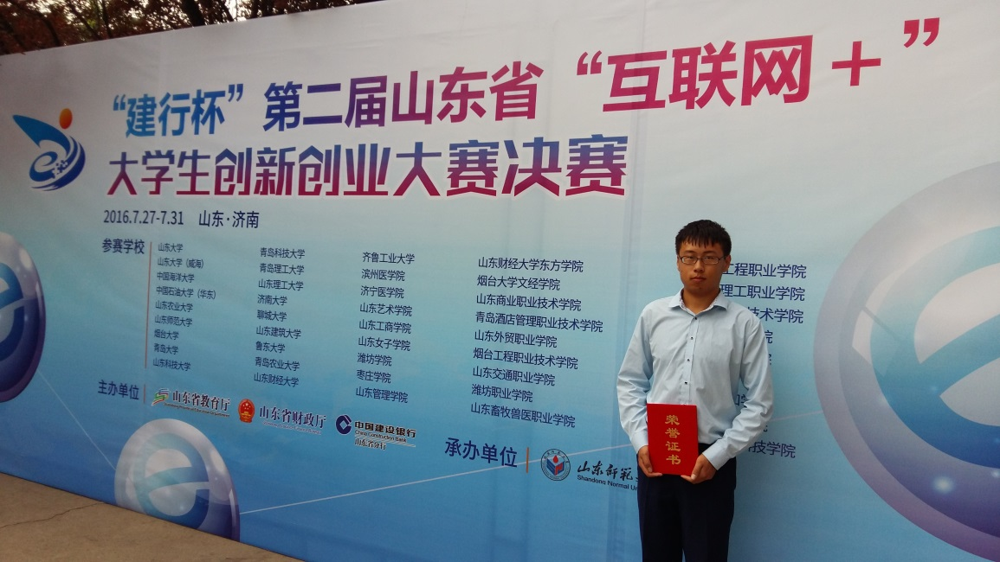 “建行杯”第二届山东省“互联网+”
大学生创新创业大赛决赛
2016.7.27-7.31 山东·济南
参赛学校
山东大学
山东大学（威海）
中国海洋大学
中国石油大学（华东）
山东农业大学
山东师范大学
烟台大学
青岛大学
山东科技大学
青岛科技大学
青岛理工大学
山东理工大学
济南大学
聊城大学
山东建筑大学
鲁东大学
青岛农业大学
山东财经大学
齐鲁工业大学
滨州医学院
济宁医学院
山东艺术学院
山东工商学院
山东女子学院
潍坊学院
枣庄学院
山东管理学院
山东财经大学东方学院
烟台大学文经学院
山东商业职业技术学院
青岛酒店管理职业技术学院
山东外贸职业学院
烟台工程职业技术学院
山东交通职业学院
潍坊职业学院
山东畜牧兽医职业学院
工程职业学院
理工职业学院
技术学院
院
科技学院
主办单位
山东省教育厅
山东省财政厅
中国建设银行
China Construction Bank
山东省分行
承办单位
山东师范
Shandong Normal Un
荣誉证书